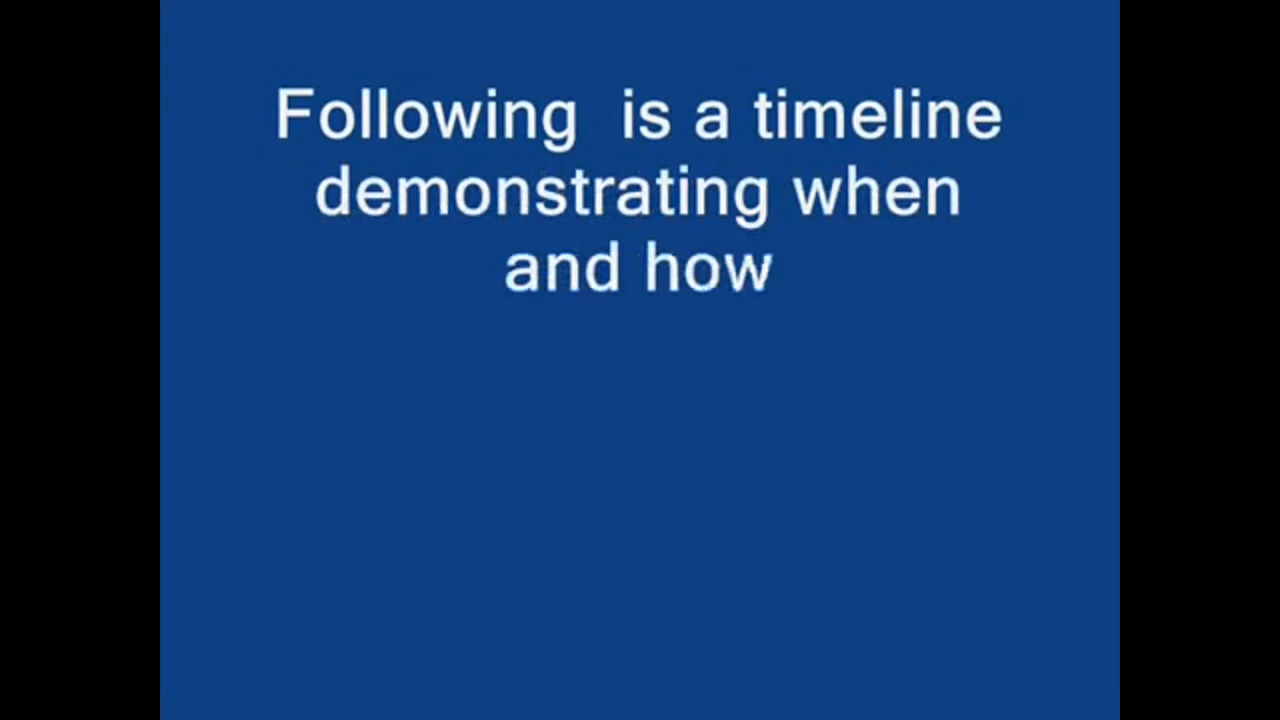 Following  is a timeline
demonstrating when
and how